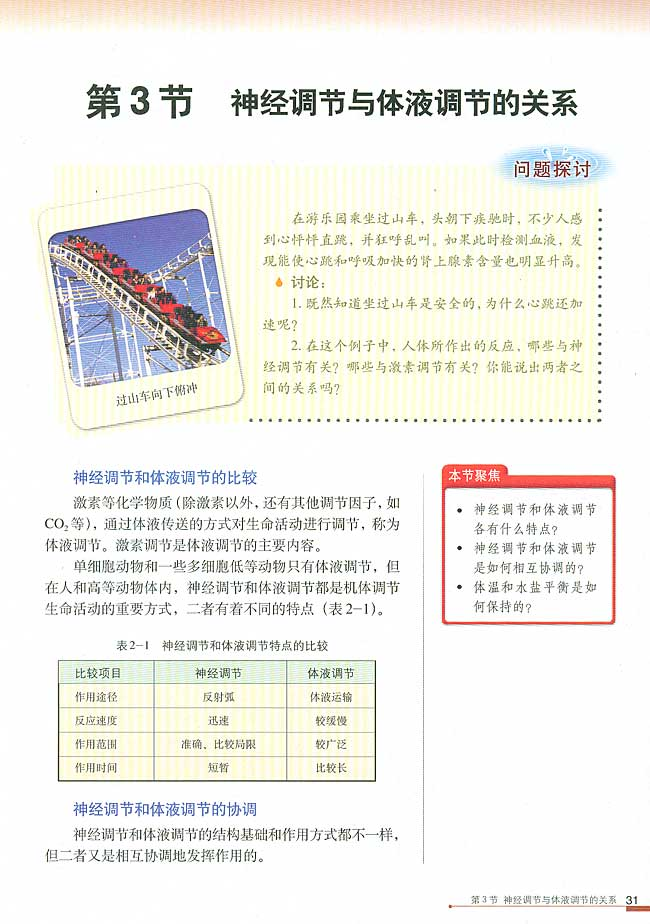 第3节 神经调节与体液调节的关系
问题探讨
在游乐园乘坐过山车，头朝下疾驰时，不少人感
到心怦怦直跳，并狂呼乱叫。如果此时检测血液，发
现能使心跳和呼吸加快的肾上腺素含量也明显升高。
讨论：
1. 既然知道坐过山车是安全的，为什么心跳还加
速呢？
2. 在这个例子中，人体所作出的反应，哪些与神
经调节有关？哪些与激素调节有关？你能说出两者之
间的关系吗？
过山车向下俯冲
神经调节和体液调节的比较
激素等化学物质（除激素以外，还有其他调节因子，如
CO₂等），通过体液传送的方式对生命活动进行调节，称为
体液调节。激素调节是体液调节的主要内容。
单细胞动物和一些多细胞低等动物只有体液调节，但
在人和高等动物体内，神经调节和体液调节都是机体调节
生命活动的重要方式，二者有着不同的特点（表2-1）。
本节聚焦
• 神经调节和体液调节
各有什么特点？
• 神经调节和体液调节
是如何相互协调的？
• 体温和水盐平衡是如
何保持的？
表2-1 神经调节和体液调节特点的比较
比较项目 神经调节 体液调节
作用途径 反射弧 体液运输
反应速度 迅速 较缓慢
作用范围 准确、比较局限 较广泛
作用时间 短暂 比较长
神经调节和体液调节的协调
神经调节和体液调节的结构基础和作用方式都不一样，
但二者又是相互协调地发挥作用的。
第3节 神经调节与体液调节的关系 31